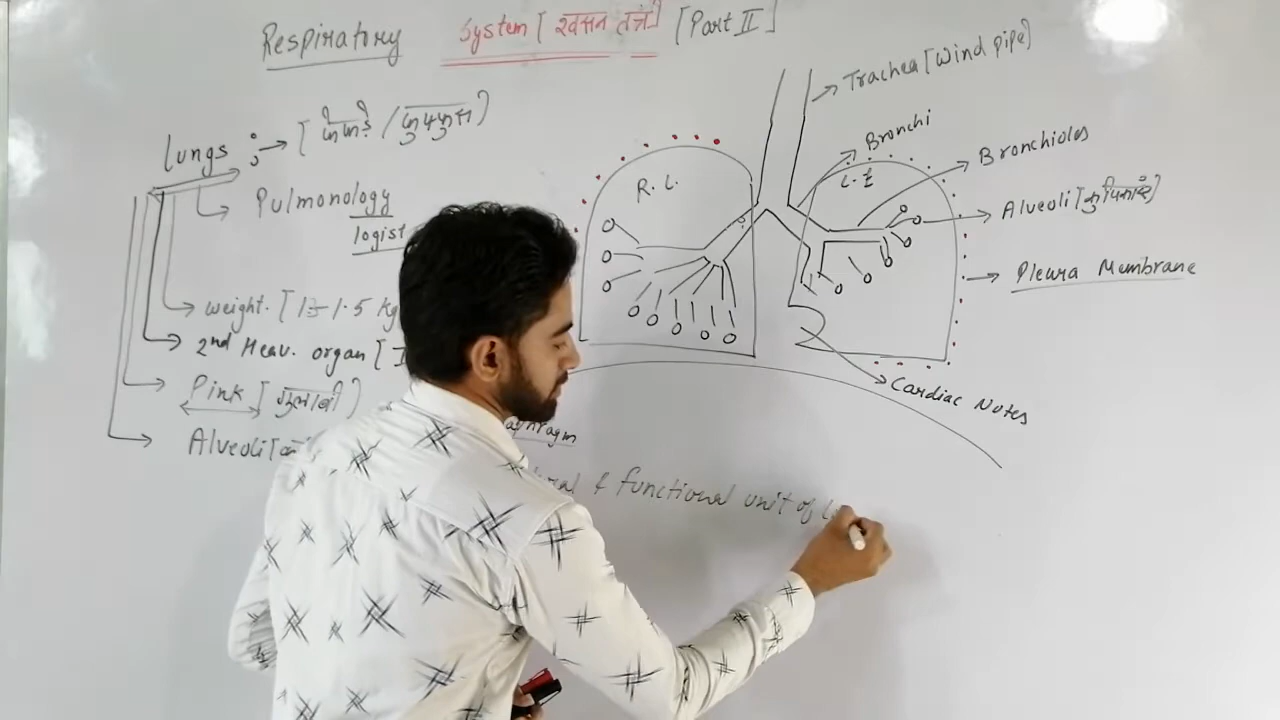 Respiratory System [श्वसन तंत्र] [Part II]
Lungs : → [फेफड़े / फुफ्फुस]
Pulmonology
logist
weight. [1-1.5 kg
2nd Heav. organ [
Pink [गुलाबी]
Alveoli [
R. L.
L. L
Trachea [Wind pipe]
Bronchi
Bronchioles
Alveoli [कुपिकाएं]
Pleura Membrane
Cardiac Notes
& functional unit of